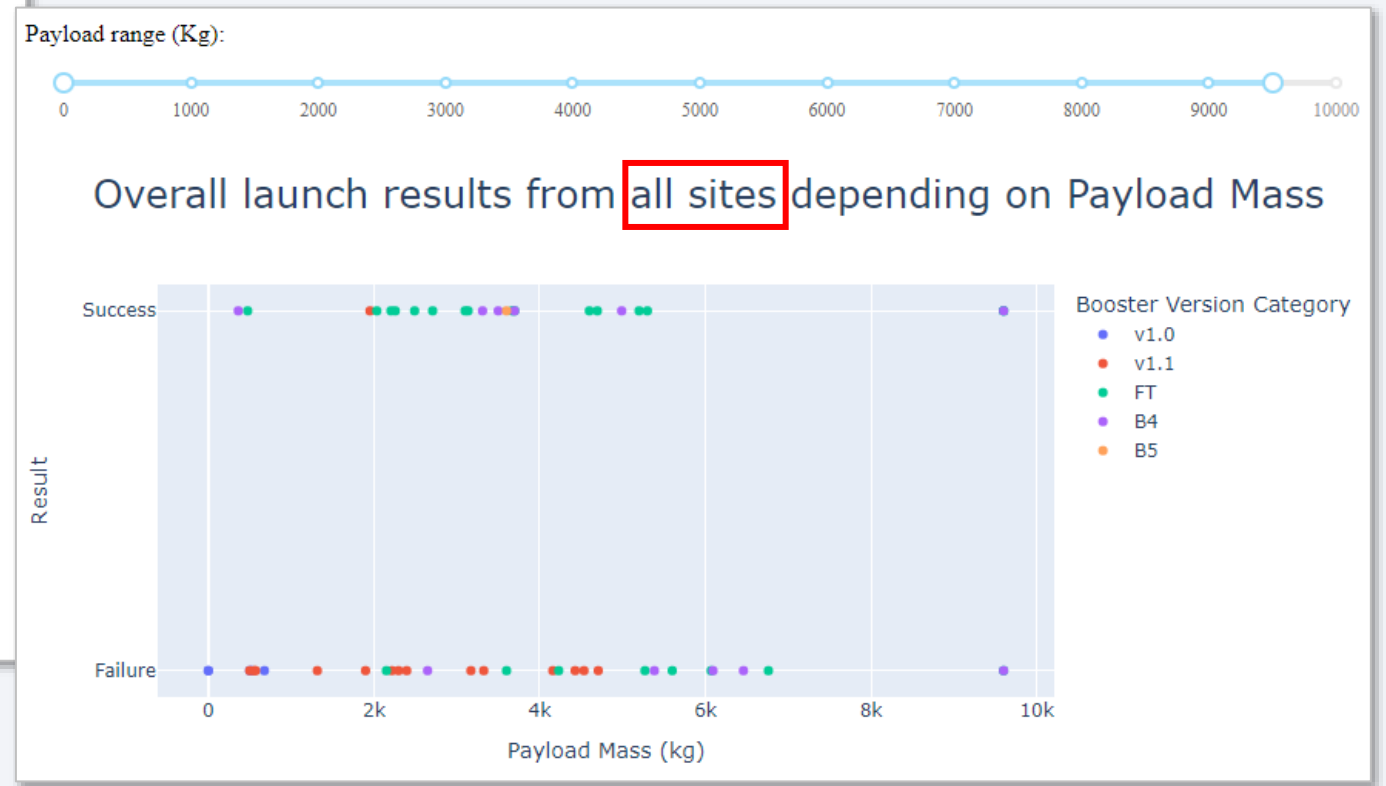 Payload range (Kg):
0 1000 2000 3000 4000 5000 6000 7000 8000 9000 10000
Overall launch results from all sites depending on Payload Mass
Success
Failure
Result
0 2k 4k 6k 8k 10k
Payload Mass (kg)
Booster Version Category
v1.0
v1.1
FT
B4
B5